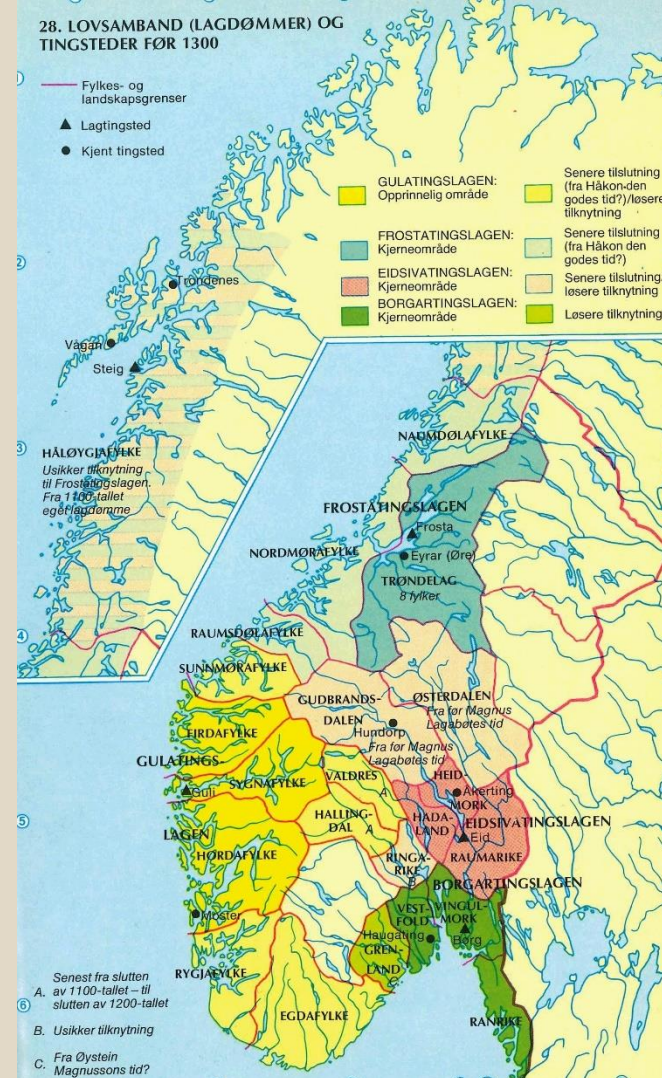 28. LOVSAMBAND (LAGDØMMER) OG
TINGSTEDER FØR 1300
Fylkes- og
landskapsgrenser
Lagtingsted
Kjent tingsted
GULATINGSLAGEN:
Opprinnelig område
Senere tilslutning
(fra Håkon den
godes tid?)/løsere
tilknytning
FROSTATINGSLAGEN:
Kjerneområde
Senere tilslutning
(fra Håkon den
godes tid?)
EIDSIVATINGSLAGEN:
Kjerneområde
Senere tilslutning/
løsere tilknytning
BORGARTINGSLAGEN:
Kjerneområde
Løsere tilknytning
2
3
4
5
6
Trondenes
Vågan
Steig
HÅLØYGJAFYLKE
Usikker tilknytning
til Frostatingslagen.
Fra 1100-tallet
eget lagdømme
NAUMDØLAFYLKE
FROSTATINGSLAGEN
Frosta
NORDMØRAFYLKE
Eyrar (Øre)
TRØNDELAG
8 fylker
RAUMSDØLAFYLKE
SUNNMØRAFYLKE
GUDBRANDS-
DALEN
Hundorp
Fra før Magnus
Lagabøtes tid
ØSTERDALEN
Fra før Magnus
Lagabøtes tid
FIRDAFYLKE
GULATINGS-
LAGEN
Guli
SYGNAFYLKE
VALDRES
A
HEID-
MORK
Åkerting
HALLING-
DAL
A
HADA-
LAND
EIDSIVATINGSLAGEN
Eid
HØRDAFYLKE
RINGA-
RIKE
B
RAUMARIKE
BORGARTINGSLAGEN
VEST-
FOLD
VINGUL-
MORK
Moster
Haugating
Borg
GREN-
LAND
C
RYGJAFYLKE
EGDAFYLKE
RANRIKE
A. Senest fra slutten
av 1100-tallet – til
slutten av 1200-tallet
B. Usikker tilknytning
C. Fra Øystein
Magnussons tid?